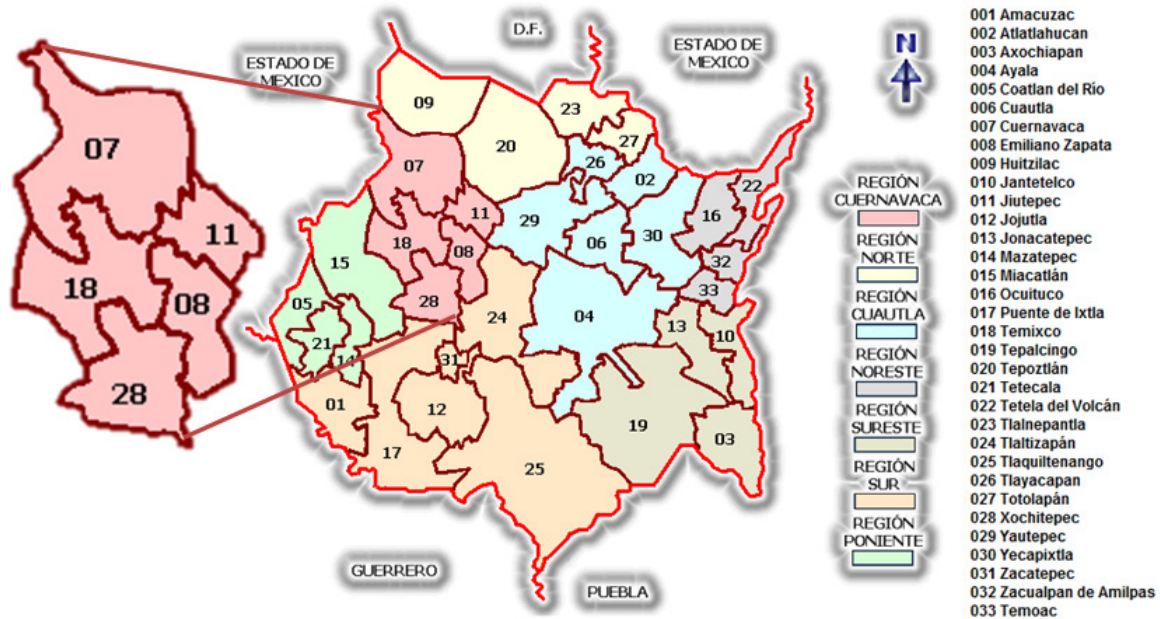 D.F.
ESTADO DE
MEXICO
ESTADO DE
MEXICO
N
07
11
18
08
28
09
23
20
27
26
07
02
22
11
29
16
18
06
30
08
15
32
33
05
28
04
24
13
10
21
14
31
01
12
19
03
17
25
GUERRERO
PUEBLA
REGIÓN
CUERNAVACA
REGIÓN
NORTE
REGIÓN
CUAUTLA
REGIÓN
NORESTE
REGIÓN
SURESTE
REGIÓN
SUR
REGIÓN
PONIENTE
001 Amacuzac
002 Atlatlahucan
003 Axochiapan
004 Ayala
005 Coatlan del Río
006 Cuautla
007 Cuernavaca
008 Emiliano Zapata
009 Huitzilac
010 Jantetelco
011 Jiutepec
012 Jojutla
013 Jonacatepec
014 Mazatepec
015 Miacatlán
016 Ocuituco
017 Puente de Ixtla
018 Temixco
019 Tepalcingo
020 Tepoztlán
021 Tetecala
022 Tetela del Volcán
023 Tlalnepantla
024 Tlaltizapán
025 Tlaquiltenango
026 Tlayacapan
027 Totolapán
028 Xochitepec
029 Yautepec
030 Yecapixtla
031 Zacatepec
032 Zacualpan de Amilpas
033 Temoac